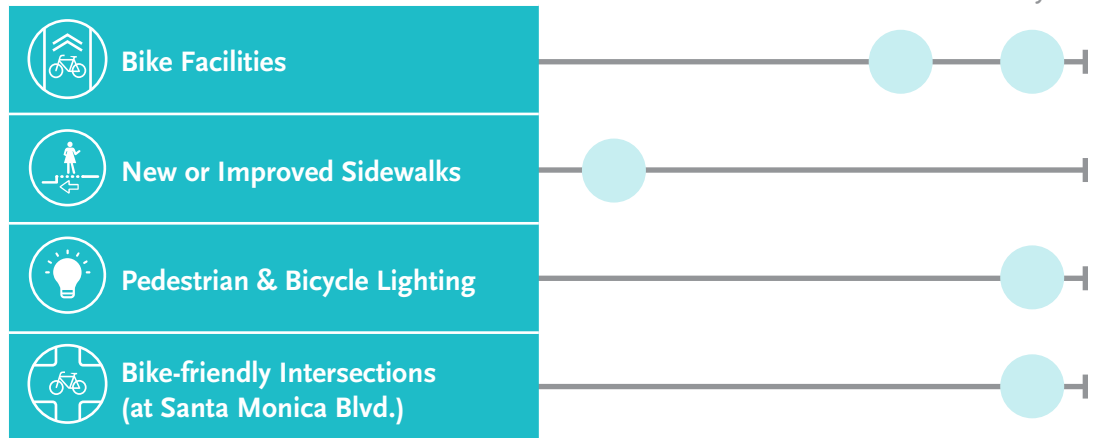 Bike Facilities
New or Improved Sidewalks
Pedestrian & Bicycle Lighting
Bike-friendly Intersections
(at Santa Monica Blvd.)